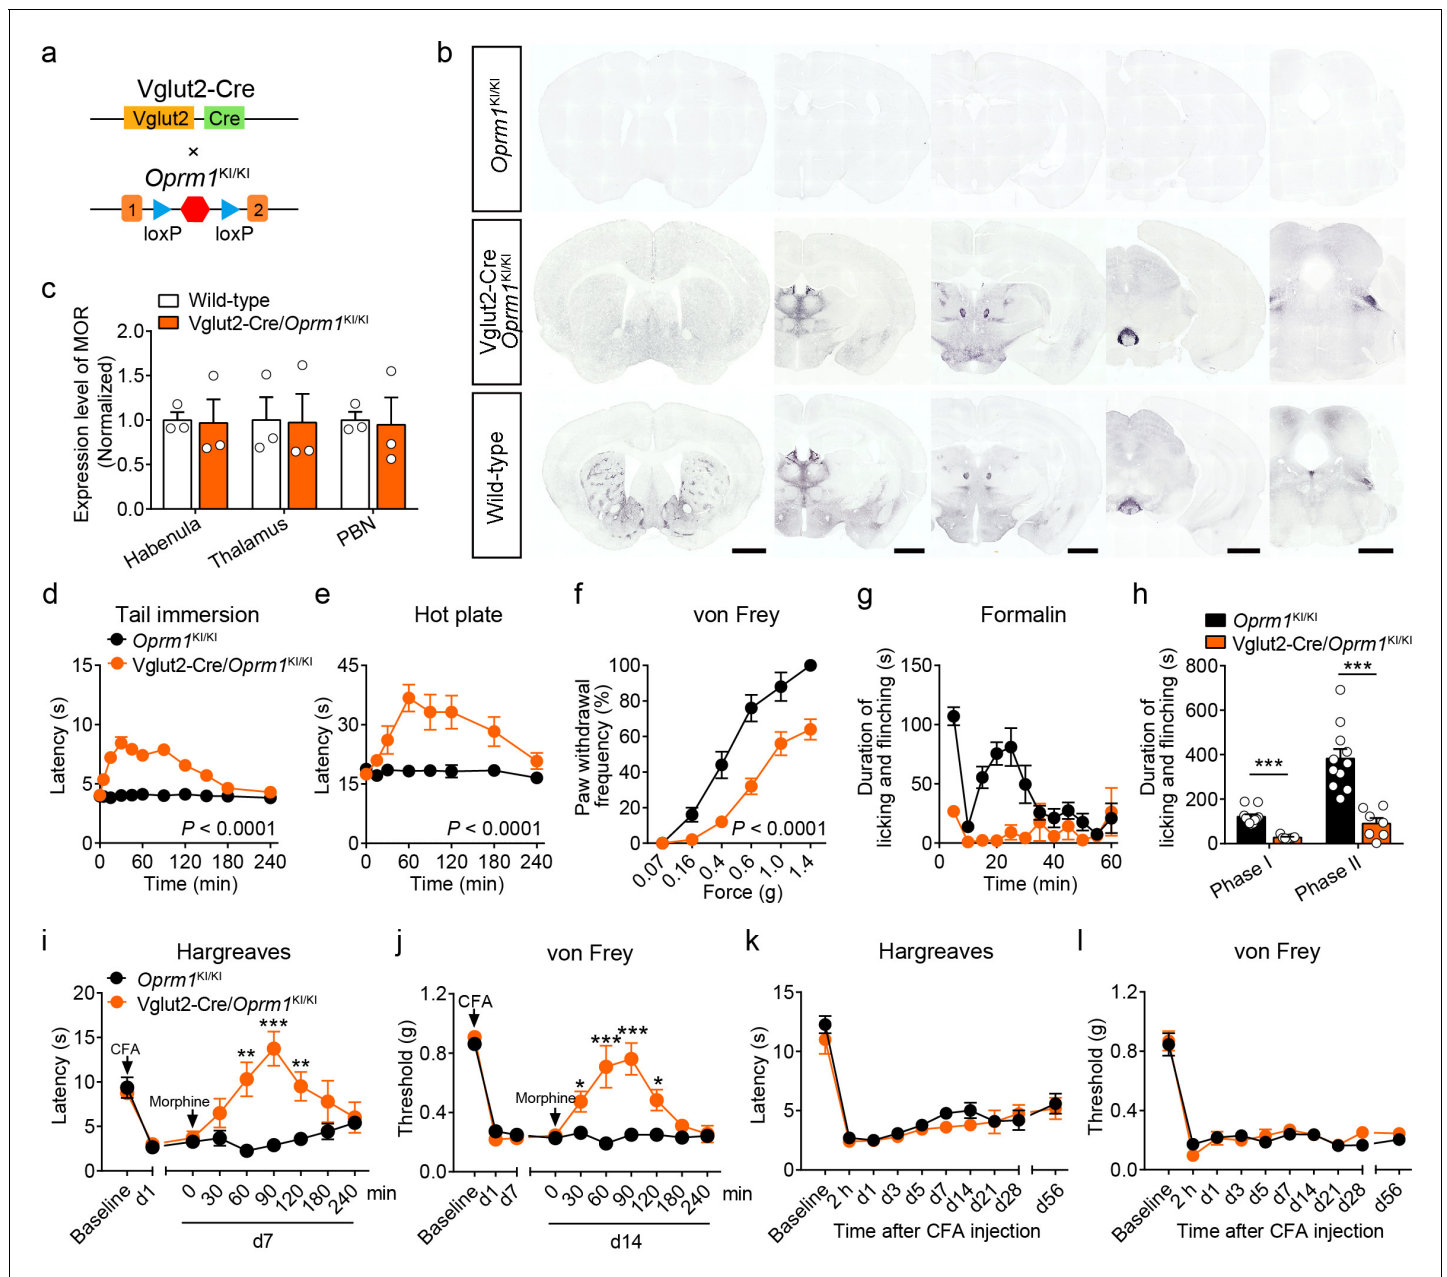 a
Vglut2-Cre
Vglut2
Cre
×
Oprm1KI/KI
1
2
loxP
loxP
b
Oprm1KI/KI
Vglut2-Cre
Oprm1KI/KI
Wild-type
c
Wild-type
Vglut2-Cre/Oprm1KI/KI
Expression level of MOR
(Normalized)
2.0
1.5
1.0
0.5
0.0
Habenula
Thalamus
PBN
d
Tail immersion
Oprm1KI/KI
Vglut2-Cre/Oprm1KI/KI
Latency (s)
15
10
5
0
P < 0.0001
0 60 120 180 240
Time (min)
e
Hot plate
Latency (s)
45
30
15
0
P < 0.0001
0 60 120 180 240
Time (min)
f
von Frey
Paw withdrawal
frequency (%)
100
80
60
40
20
0
P < 0.0001
0.07 0.16 0.4 0.6 1.0 1.4
Force (g)
g
Formalin
Duration of
licking and flinching (s)
150
100
50
0
0 20 40 60
Time (min)
h
Oprm1KI/KI
Vglut2-Cre/Oprm1KI/KI
Duration of
licking and flinching (s)
800
600
400
200
0
***
***
Phase I
Phase II
i
Hargreaves
Oprm1KI/KI
Vglut2-Cre/Oprm1KI/KI
Latency (s)
20
15
10
5
0
CFA
Morphine
**
***
**
Baseline d1 0 30 60 90 120 180 240 min
d7
j
von Frey
Threshold (g)
1.2
0.8
0.4
0.0
CFA
Morphine
*
***
***
*
Baseline d1 d7 0 30 60 90 120 180 240 min
d14
k
Hargreaves
Latency (s)
15
10
5
0
Baseline 2 h d1 d3 d5 d7 d14 d21 d28 d56
Time after CFA injection
l
von Frey
Threshold (g)
1.2
0.8
0.4
0.0
Baseline 2 h d1 d3 d5 d7 d14 d21 d28 d56
Time after CFA injection